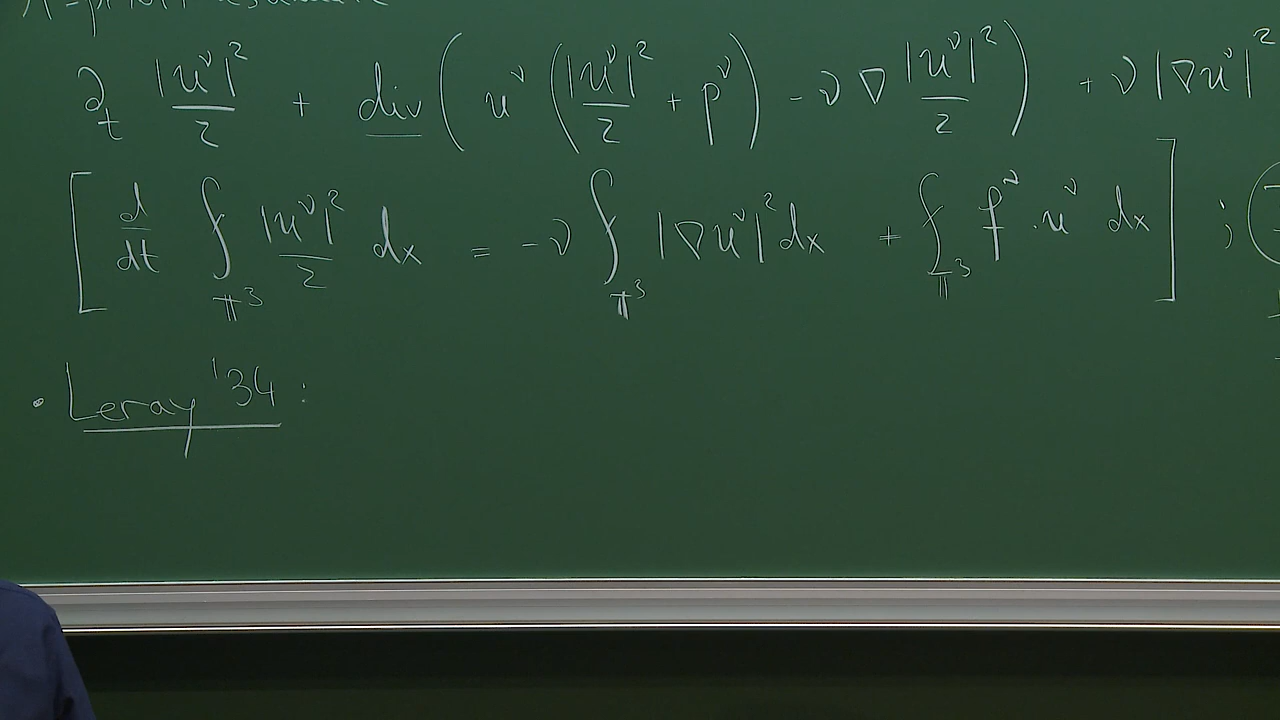 A-priori estimate
∂_t |u^ν|²/2 + div ( u^ν ( |u^ν|²/2 + p^ν ) - ν ∇ |u^ν|²/2 ) + ν |∇u^ν|²
[ d/dt ∫_{𝕋³} |u^ν|²/2 dx = -ν ∫_{𝕋³} |∇u^ν|² dx + ∫_{𝕋³} f^ν · u^ν dx ] ; (
• Leray '34 :